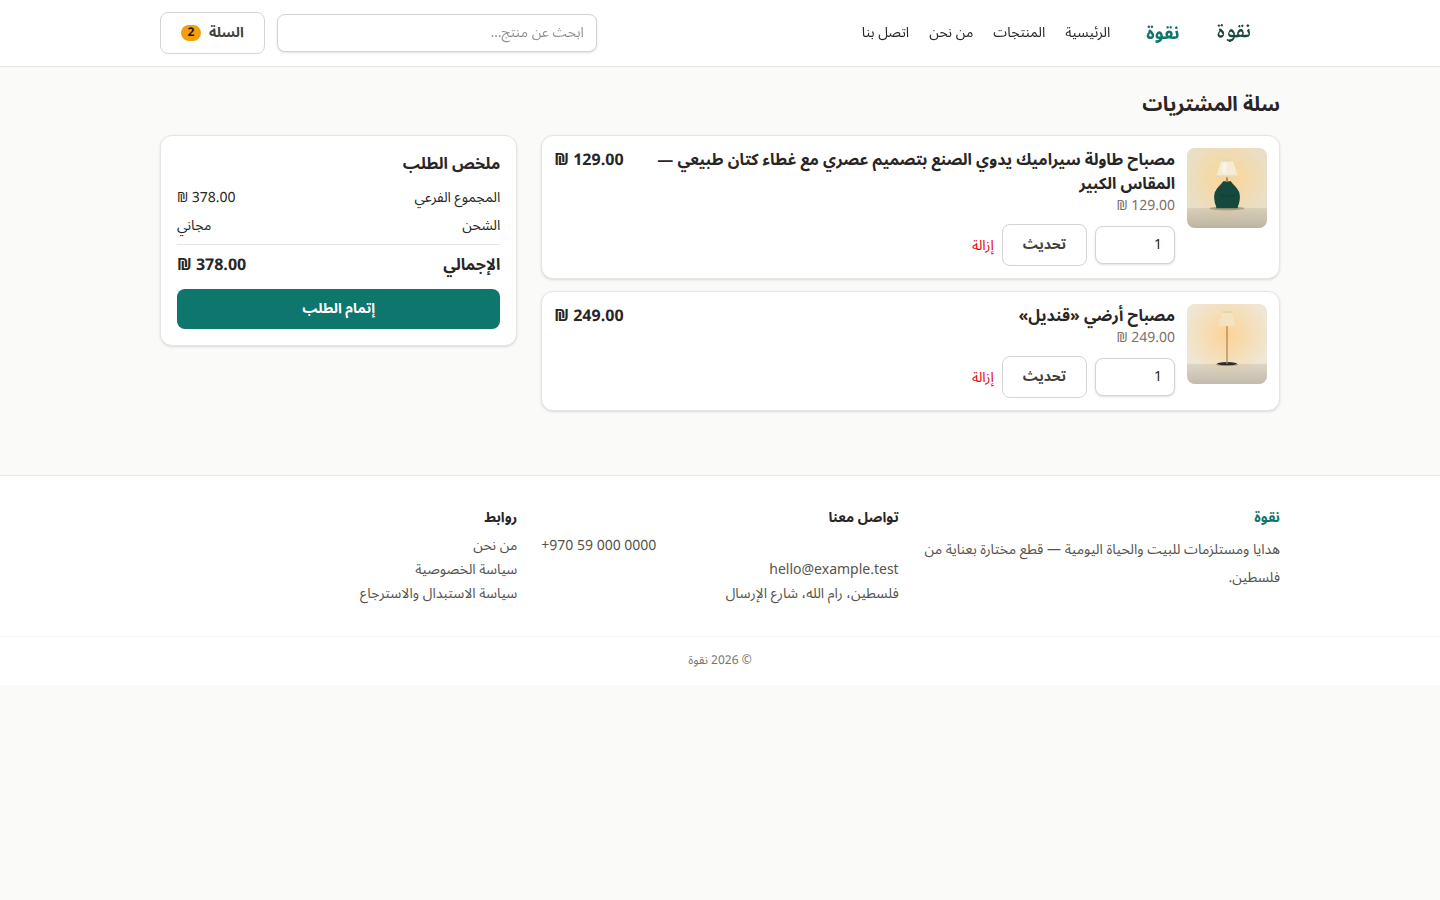 نقوة
نقوة
الرئيسية
المنتجات
من نحن
اتصل بنا
ابحث عن منتج...
السلة 2
سلة المشتريات
مصباح طاولة سيراميك يدوي الصنع بتصميم عصري مع غطاء كتان طبيعي —
المقاس الكبير
129.00 ₪
129.00 ₪
1
تحديث
إزالة
مصباح أرضي «قنديل»
249.00 ₪
249.00 ₪
1
تحديث
إزالة
ملخص الطلب
المجموع الفرعي 378.00 ₪
الشحن مجاني
الإجمالي 378.00 ₪
إتمام الطلب
نقوة
هدايا ومستلزمات للبيت والحياة اليومية — قطع مختارة بعناية من
فلسطين.
تواصل معنا
+970 59 000 0000
hello@example.test
فلسطين، رام الله، شارع الإرسال
روابط
من نحن
سياسة الخصوصية
سياسة الاستبدال والاسترجاع
© 2026 نقوة